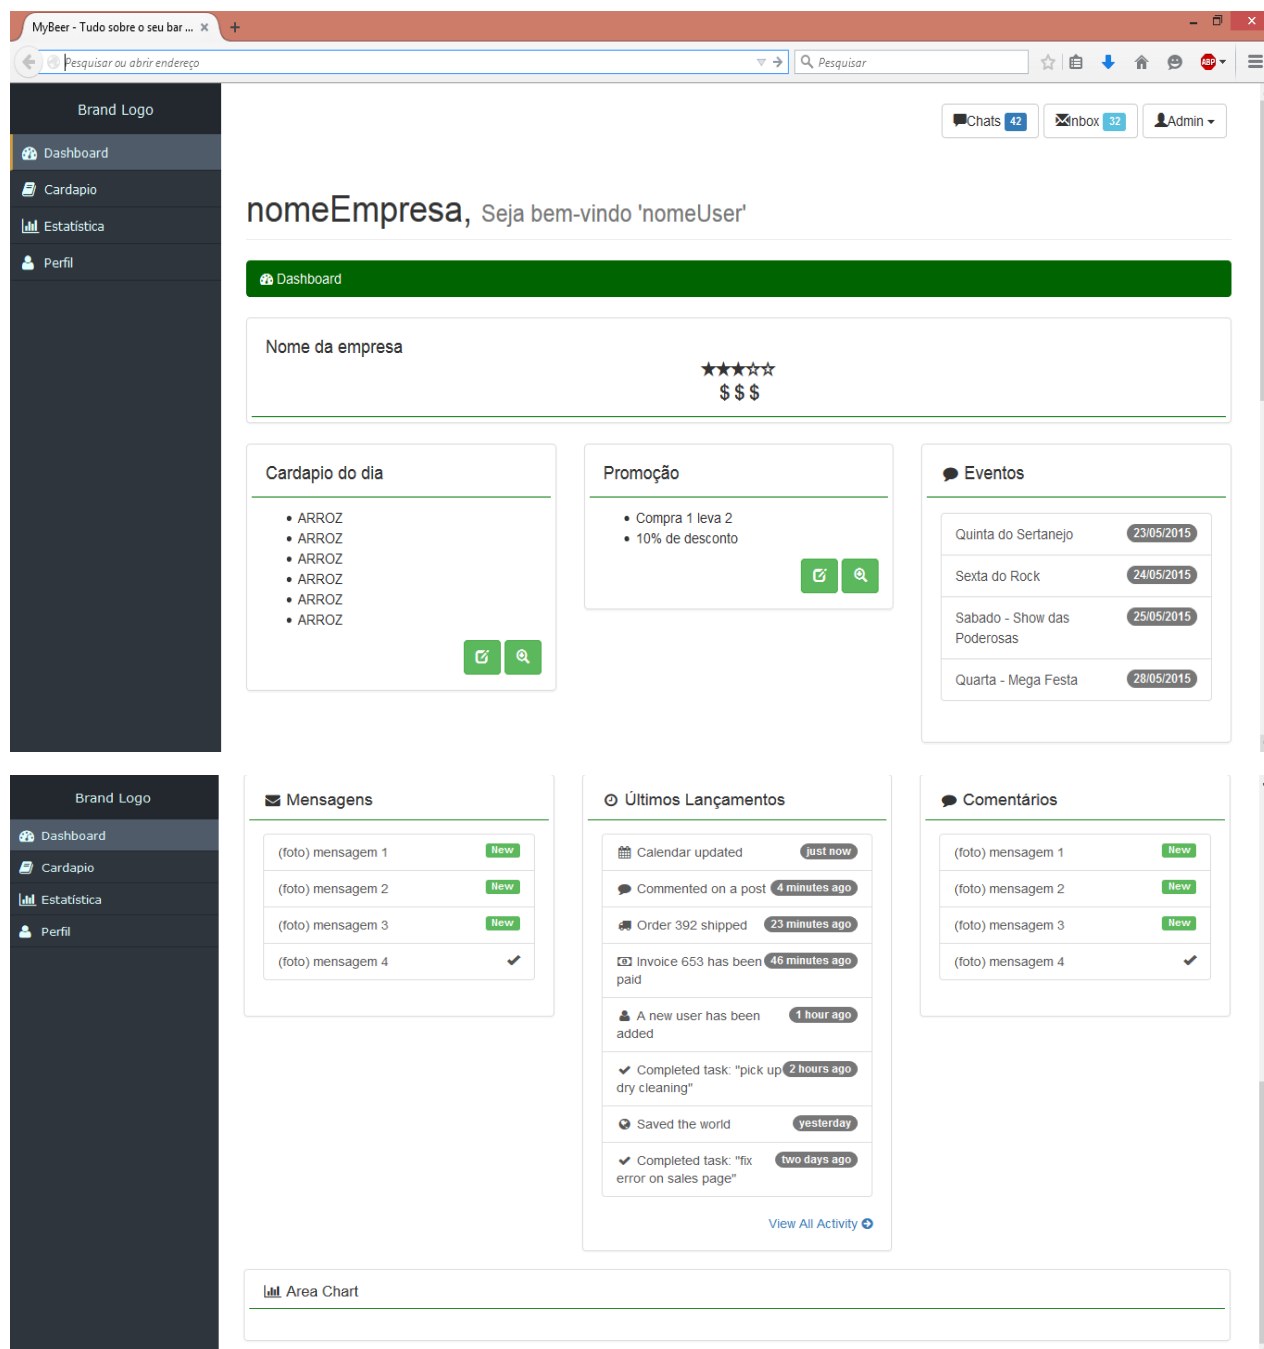 MyBeer - Tudo sobre o seu bar ... ×
+
Pesquisar ou abrir endereço
Pesquisar
ABP
Brand Logo
Dashboard
Cardapio
Estatística
Perfil
Chats 42
Inbox 32
Admin
nomeEmpresa, Seja bem-vindo 'nomeUser'
Dashboard
Nome da empresa
★★★☆☆
$ $ $
Cardapio do dia
• ARROZ
• ARROZ
• ARROZ
• ARROZ
• ARROZ
• ARROZ
Promoção
• Compra 1 leva 2
• 10% de desconto
Eventos
Quinta do Sertanejo 23/05/2015
Sexta do Rock 24/05/2015
Sabado - Show das 25/05/2015
Poderosas
Quarta - Mega Festa 28/05/2015
Brand Logo
Dashboard
Cardapio
Estatística
Perfil
Mensagens
(foto) mensagem 1 New
(foto) mensagem 2 New
(foto) mensagem 3 New
(foto) mensagem 4
Últimos Lançamentos
Calendar updated just now
Commented on a post 4 minutes ago
Order 392 shipped 23 minutes ago
Invoice 653 has been 46 minutes ago
paid
A new user has been 1 hour ago
added
Completed task: "pick up 2 hours ago
dry cleaning"
Saved the world yesterday
Completed task: "fix two days ago
error on sales page"
View All Activity
Comentários
(foto) mensagem 1 New
(foto) mensagem 2 New
(foto) mensagem 3 New
(foto) mensagem 4
Area Chart